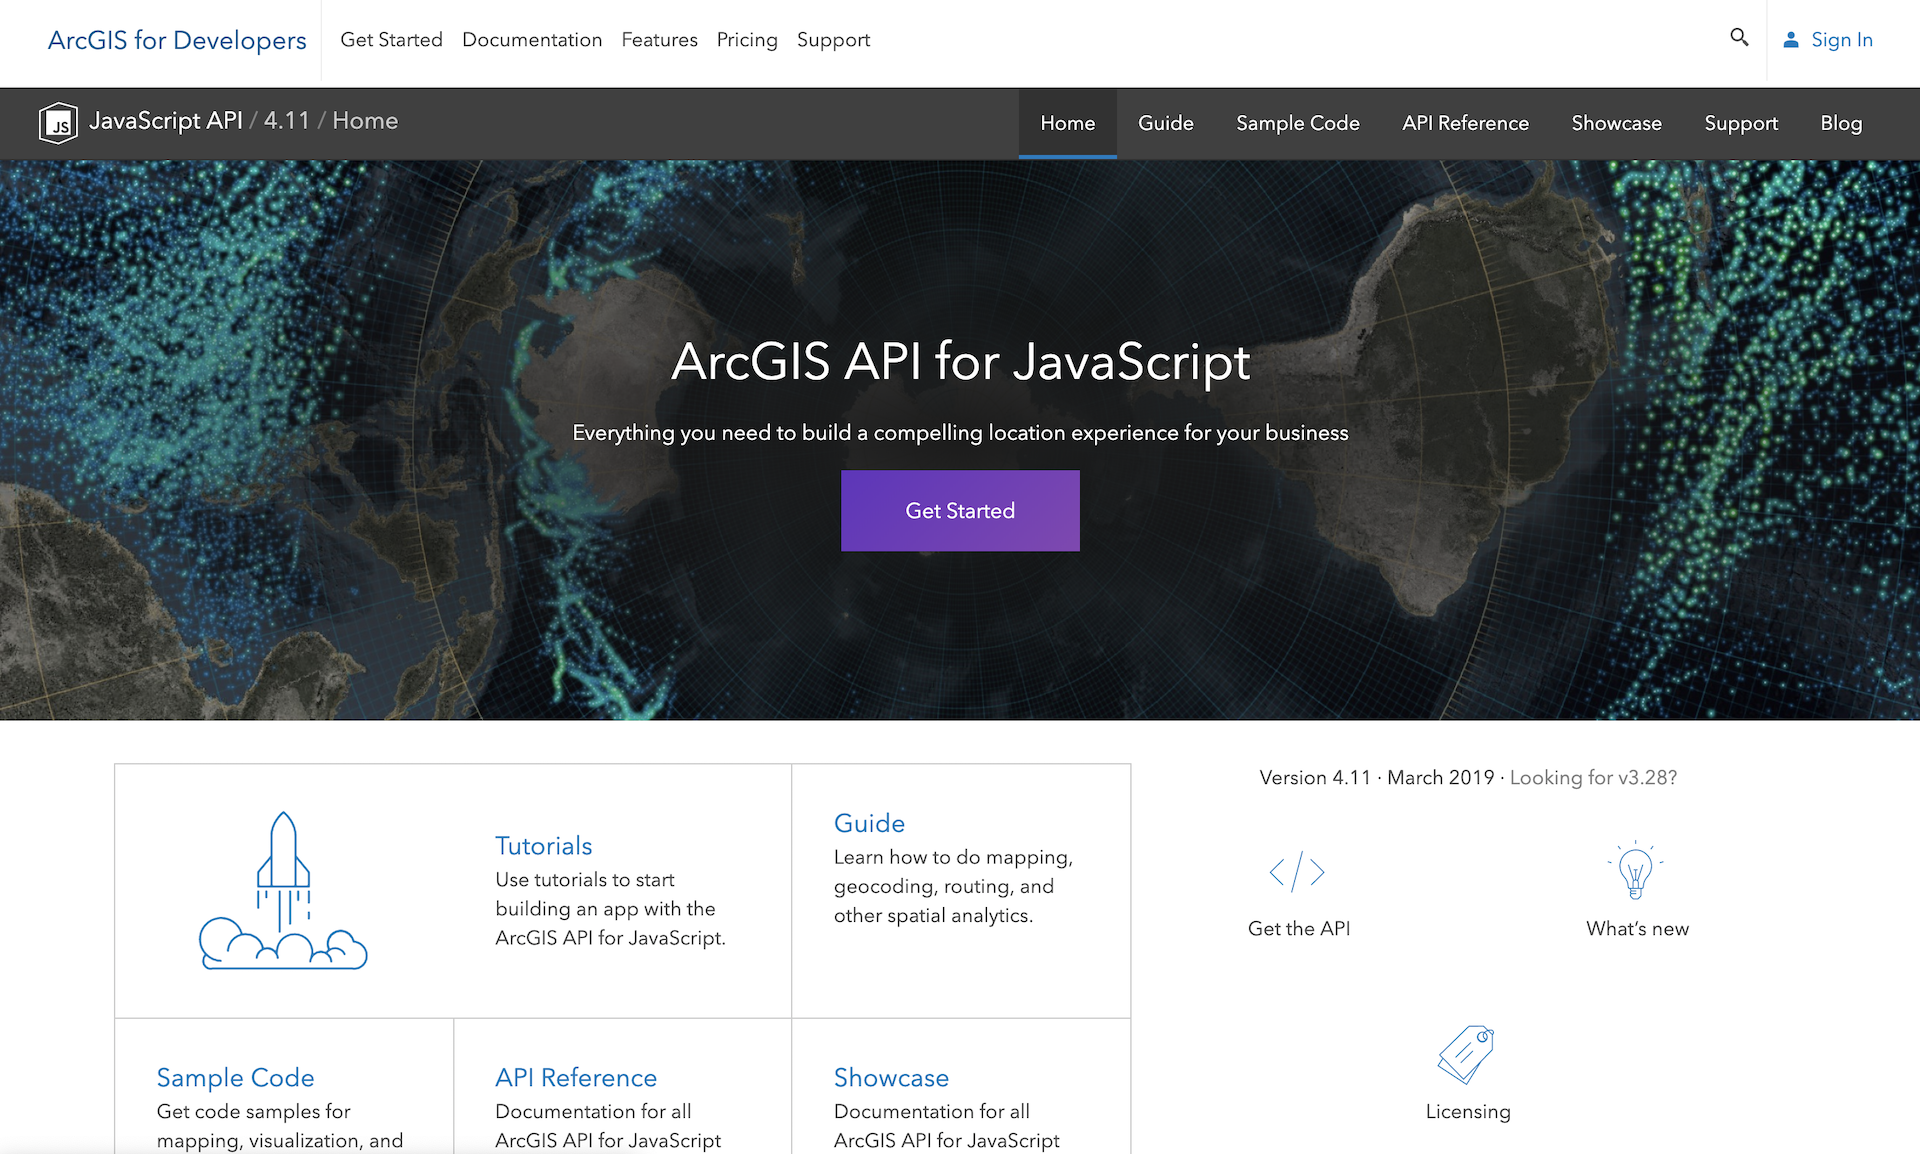 ArcGIS for Developers
Get Started Documentation Features Pricing Support
Sign In
JS JavaScript API / 4.11 / Home
Home Guide Sample Code API Reference Showcase Support Blog
ArcGIS API for JavaScript
Everything you need to build a compelling location experience for your business
Get Started
Tutorials
Use tutorials to start
building an app with the
ArcGIS API for JavaScript.
Guide
Learn how to do mapping,
geocoding, routing, and
other spatial analytics.
Sample Code
Get code samples for
mapping, visualization, and
API Reference
Documentation for all
ArcGIS API for JavaScript
Showcase
Documentation for all
ArcGIS API for JavaScript
Version 4.11 · March 2019 · Looking for v3.28?
Get the API
What's new
Licensing